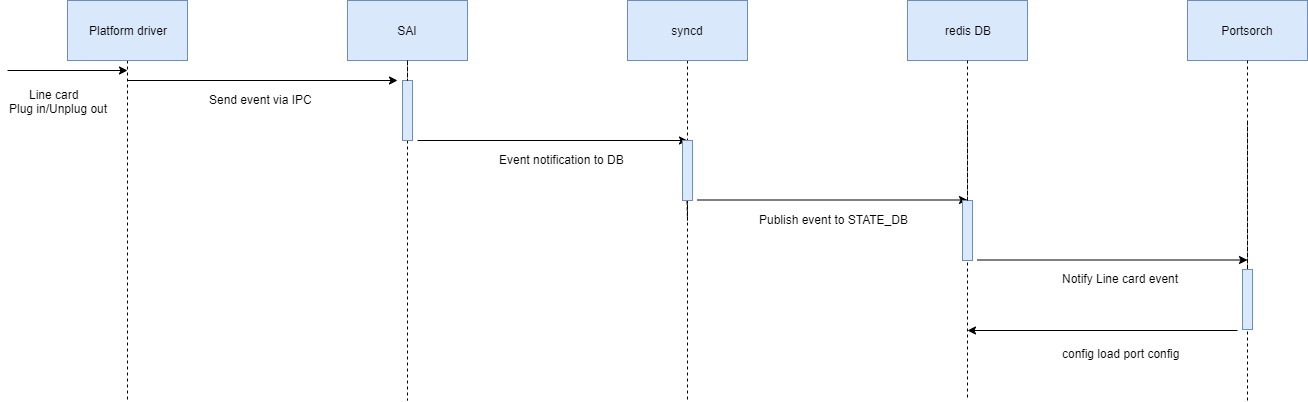 Platform driver
SAI
syncd
redis DB
Portsorch
Line card
Plug in/Unplug out
Send event via IPC
Event notification to DB
Publish event to STATE_DB
Notify Line card event
config load port config